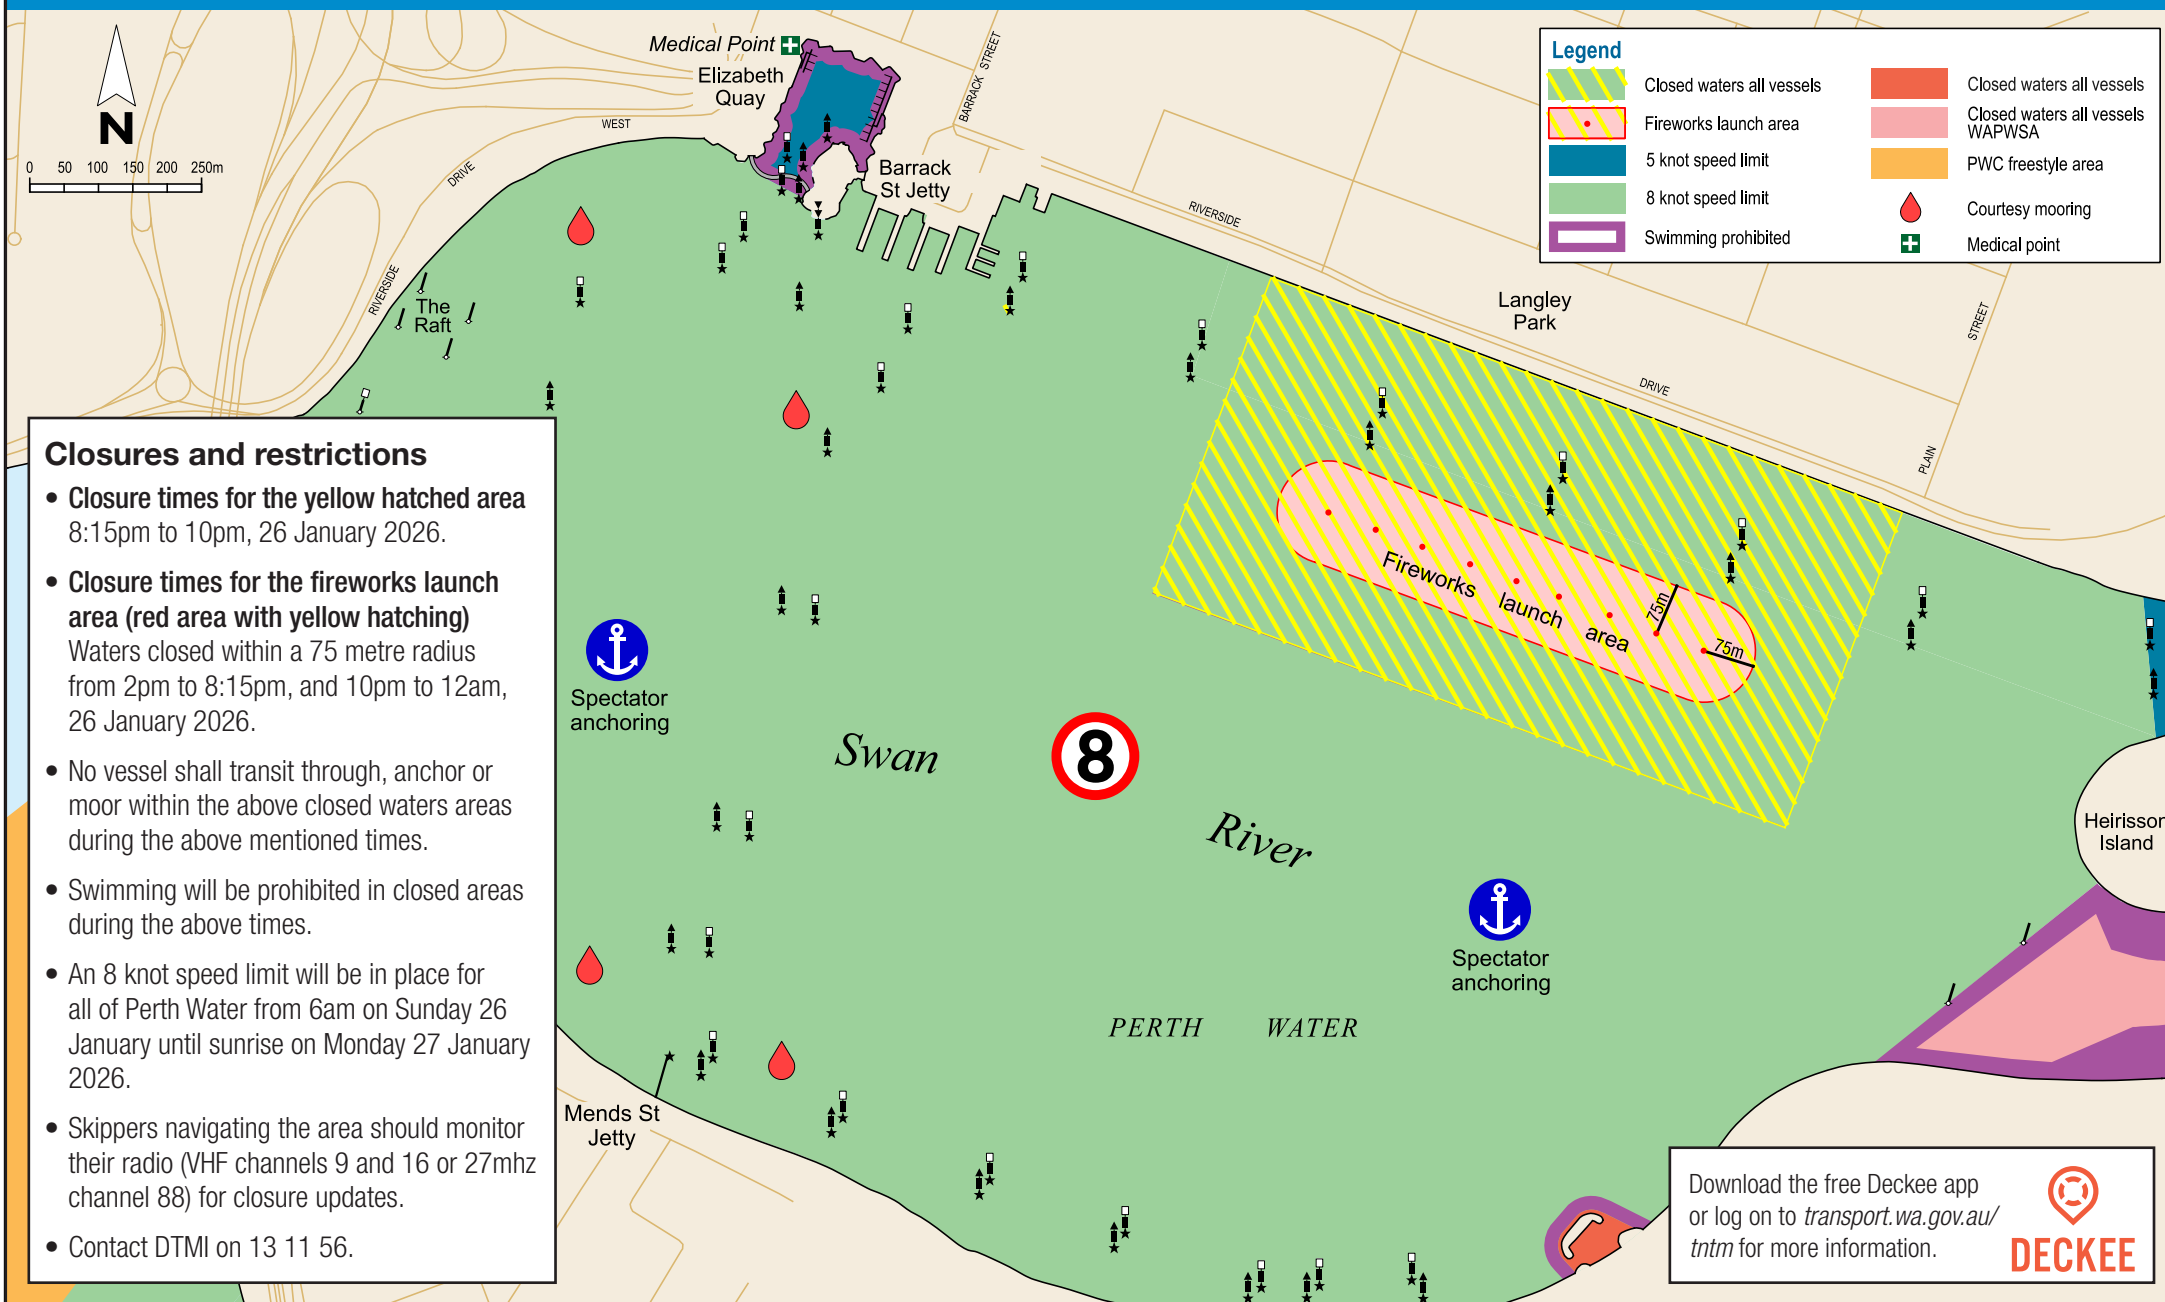 Medical Point
Elizabeth
Quay
BARRACK STREET
N
WEST
0 50 100 150 200 250m
DRIVE
Barrack
St Jetty
RIVERSIDE
RIVERSIDE
The
Raft
Legend
Closed waters all vessels
Fireworks launch area
5 knot speed limit
8 knot speed limit
Swimming prohibited
Closed waters all vessels
Closed waters all vessels
WAPWSA
PWC freestyle area
Courtesy mooring
Medical point
Langley
Park
STREET
DRIVE
PLAIN
Closures and restrictions
• Closure times for the yellow hatched area
8:15pm to 10pm, 26 January 2026.
• Closure times for the fireworks launch
area (red area with yellow hatching)
Waters closed within a 75 metre radius
from 2pm to 8:15pm, and 10pm to 12am,
26 January 2026.
• No vessel shall transit through, anchor or
moor within the above closed waters areas
during the above mentioned times.
• Swimming will be prohibited in closed areas
during the above times.
• An 8 knot speed limit will be in place for
all of Perth Water from 6am on Sunday 26
January until sunrise on Monday 27 January
2026.
• Skippers navigating the area should monitor
their radio (VHF channels 9 and 16 or 27mhz
channel 88) for closure updates.
• Contact DTMI on 13 11 56.
Fireworks launch area
75m
75m
Spectator
anchoring
Swan
8
River
Heirisson
Island
Spectator
anchoring
PERTH WATER
Mends St
Jetty
Download the free Deckee app
or log on to transport.wa.gov.au/
tntm for more information.
DECKEE